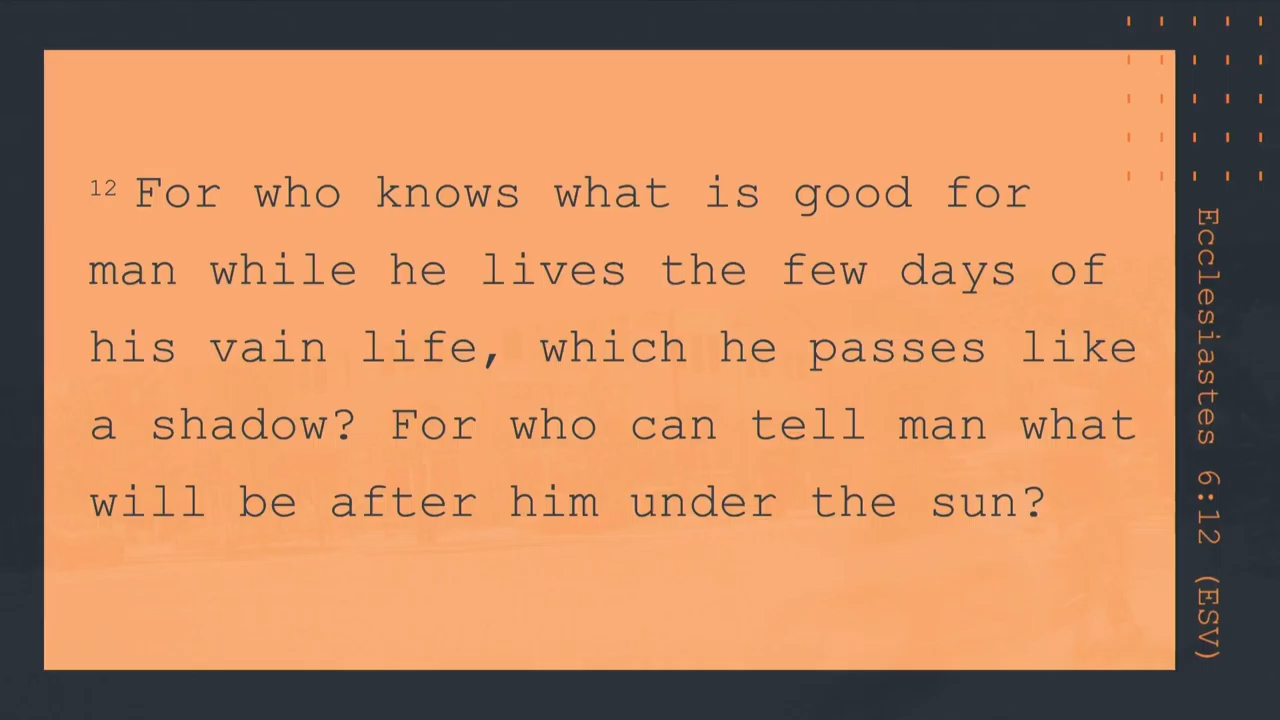 12 For who knows what is good for
man while he lives the few days of
his vain life, which he passes like
a shadow? For who can tell man what
will be after him under the sun?
Ecclesiastes 6:12 (ESV)